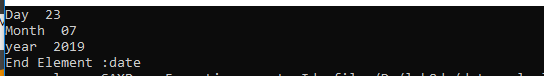 Day  23
Month  07
year  2019
End Element :date